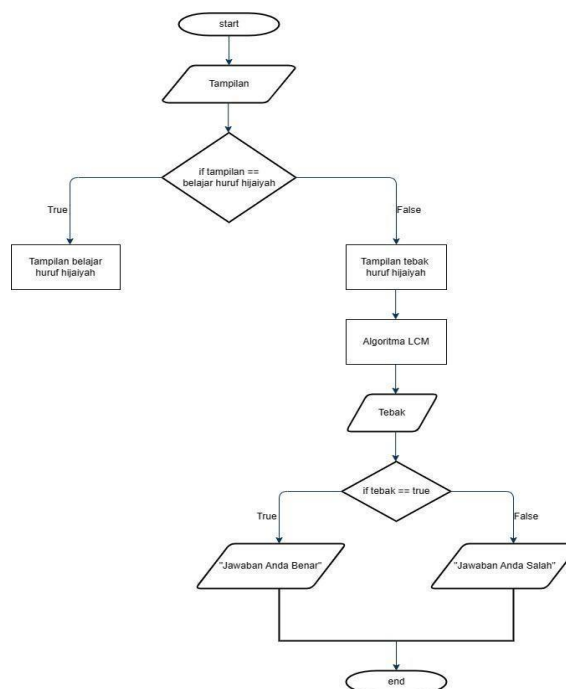 start
Tampilan
if tampilan ==
belajar huruf hijaiyah
True
False
Tampilan belajar
huruf hijaiyah
Tampilan tebak
huruf hijaiyah
Algoritma LCM
Tebak
if tebak == true
True
False
"Jawaban Anda Benar"
"Jawaban Anda Salah"
end